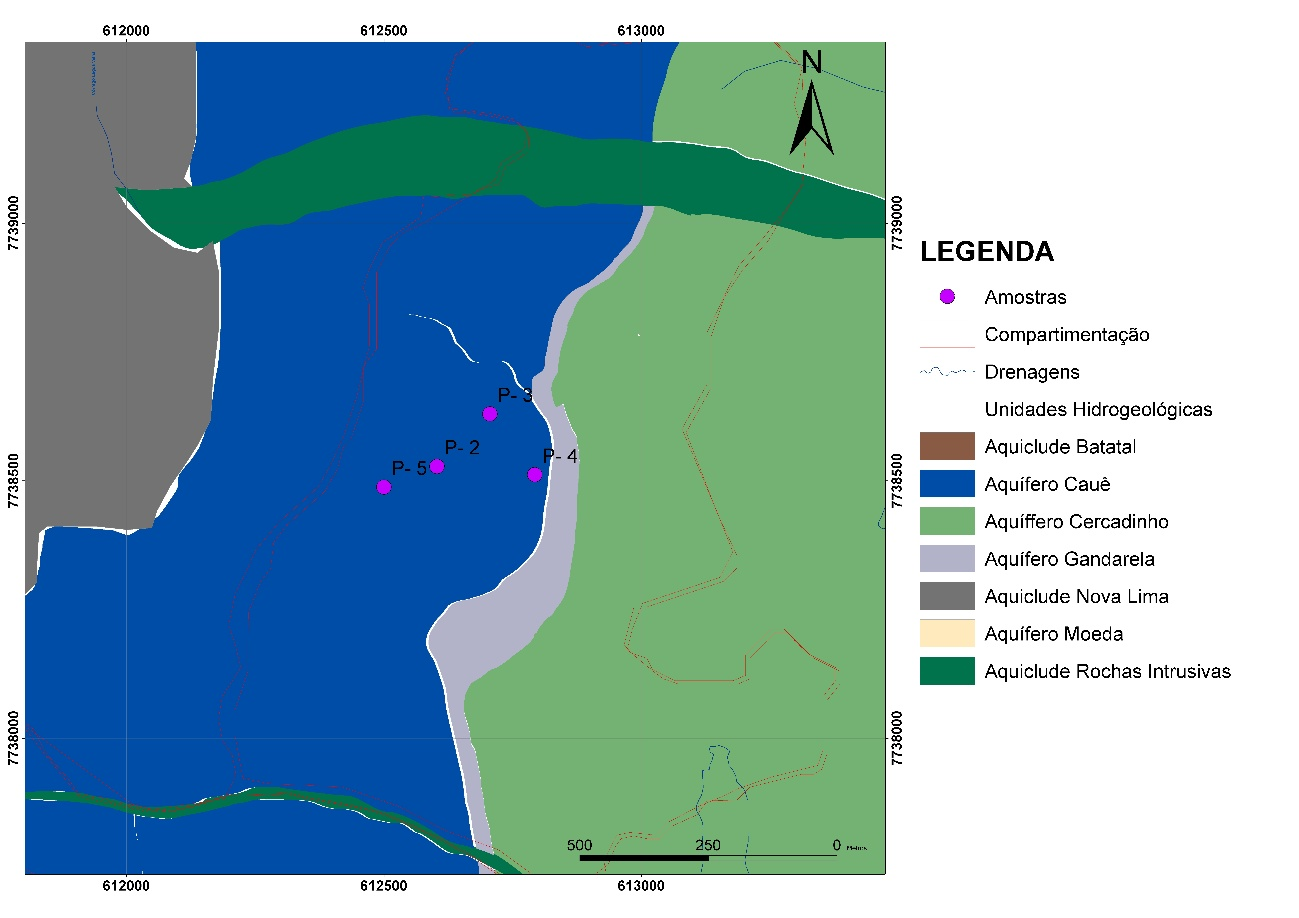 612000 612500 613000
N
7739000 7739000
P- 3
P- 2
P- 4
P- 5
7738500 7738500
7738000 7738000
500 250 0 Metros
612000 612500 613000
LEGENDA
Amostras
Compartimentação
Drenagens
Unidades Hidrogeológicas
Aquiclude Batatal
Aquífero Cauê
Aquíffero Cercadinho
Aquífero Gandarela
Aquiclude Nova Lima
Aquífero Moeda
Aquiclude Rochas Intrusivas